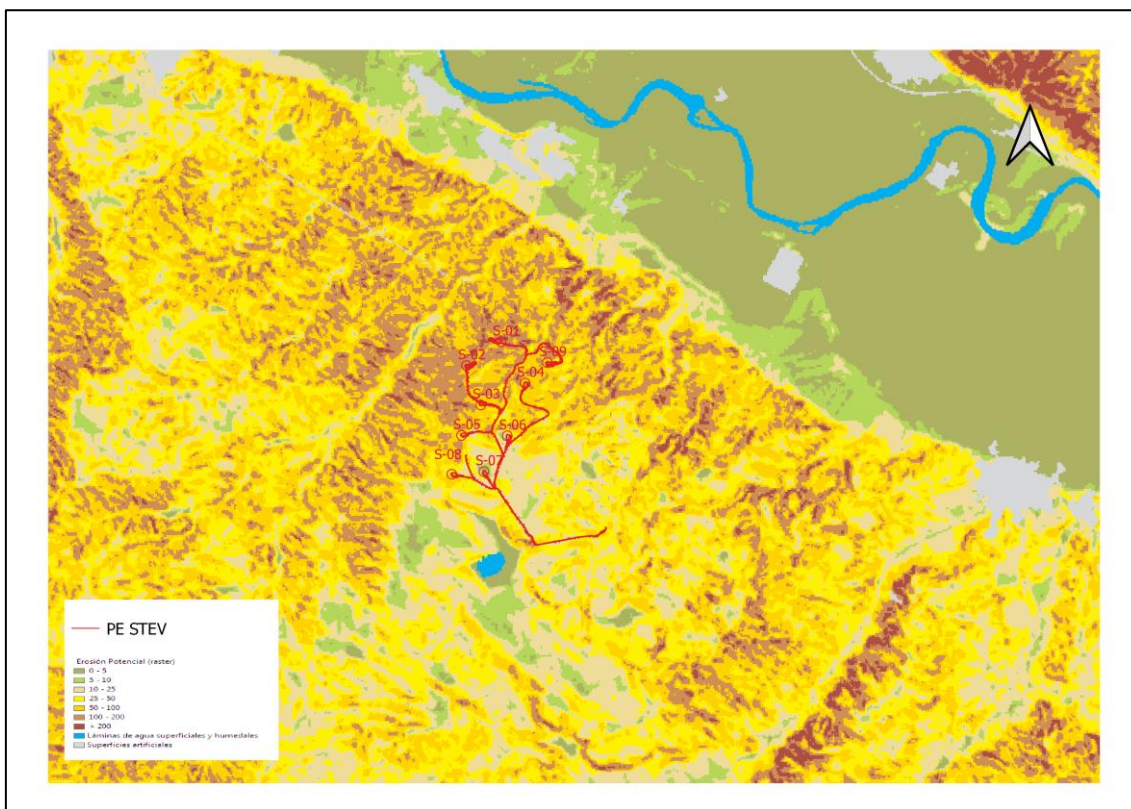 S-01
S-02
S-09
S-04
S-03
S-05
S-06
S-08
S-07
PE STEV
Erosión Potencial (raster)
0 - 5
5 - 10
10 - 25
25 - 50
50 - 100
100 - 200
> 200
Láminas de agua superficiales y humedales
Superficies artificiales